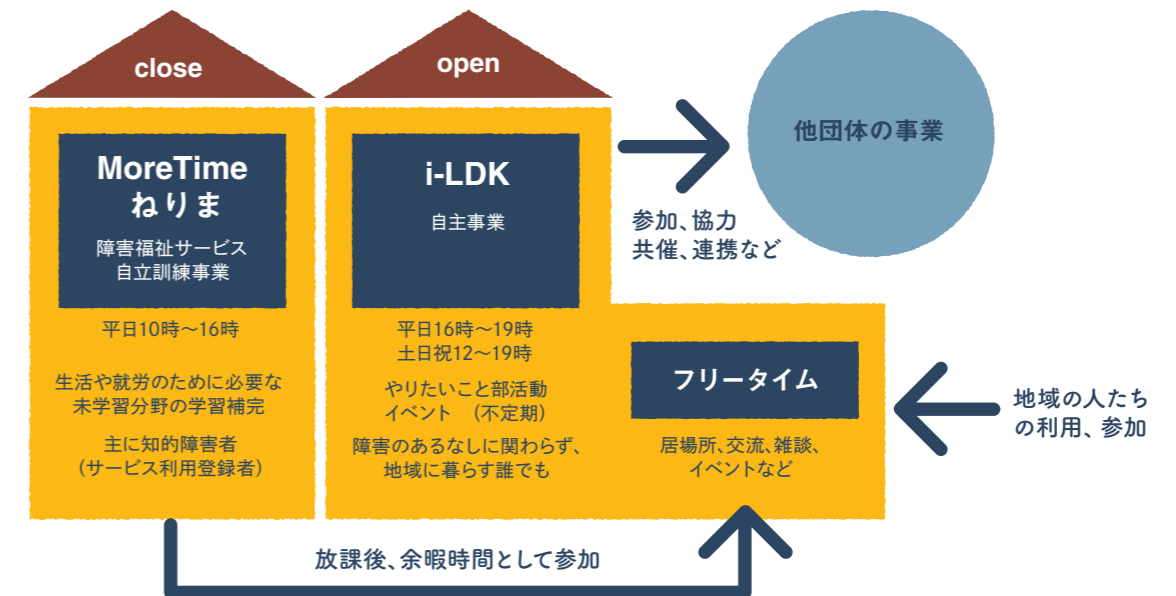 close
MoreTime
ねりま
障害福祉サービス
自立訓練事業
平日10時〜16時
生活や就労のために必要な
未学習分野の学習補完
主に知的障害者
（サービス利用登録者）
open
i-LDK
自主事業
平日16時〜19時
土日祝12〜19時
やりたいこと部活動
イベント　（不定期）
障害のあるなしに関わらず、
地域に暮らす誰でも
他団体の事業
参加、協力
共催、連携など
フリータイム
居場所、交流、雑談、
イベントなど
地域の人たち
の利用、参加
放課後、余暇時間として参加